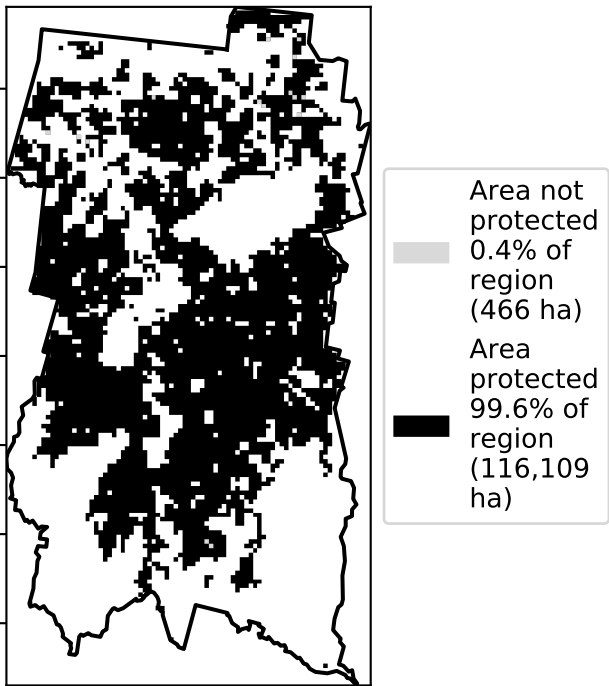 Area not
protected
0.4% of
region
(466 ha)
Area
protected
99.6% of
region
(116,109
ha)